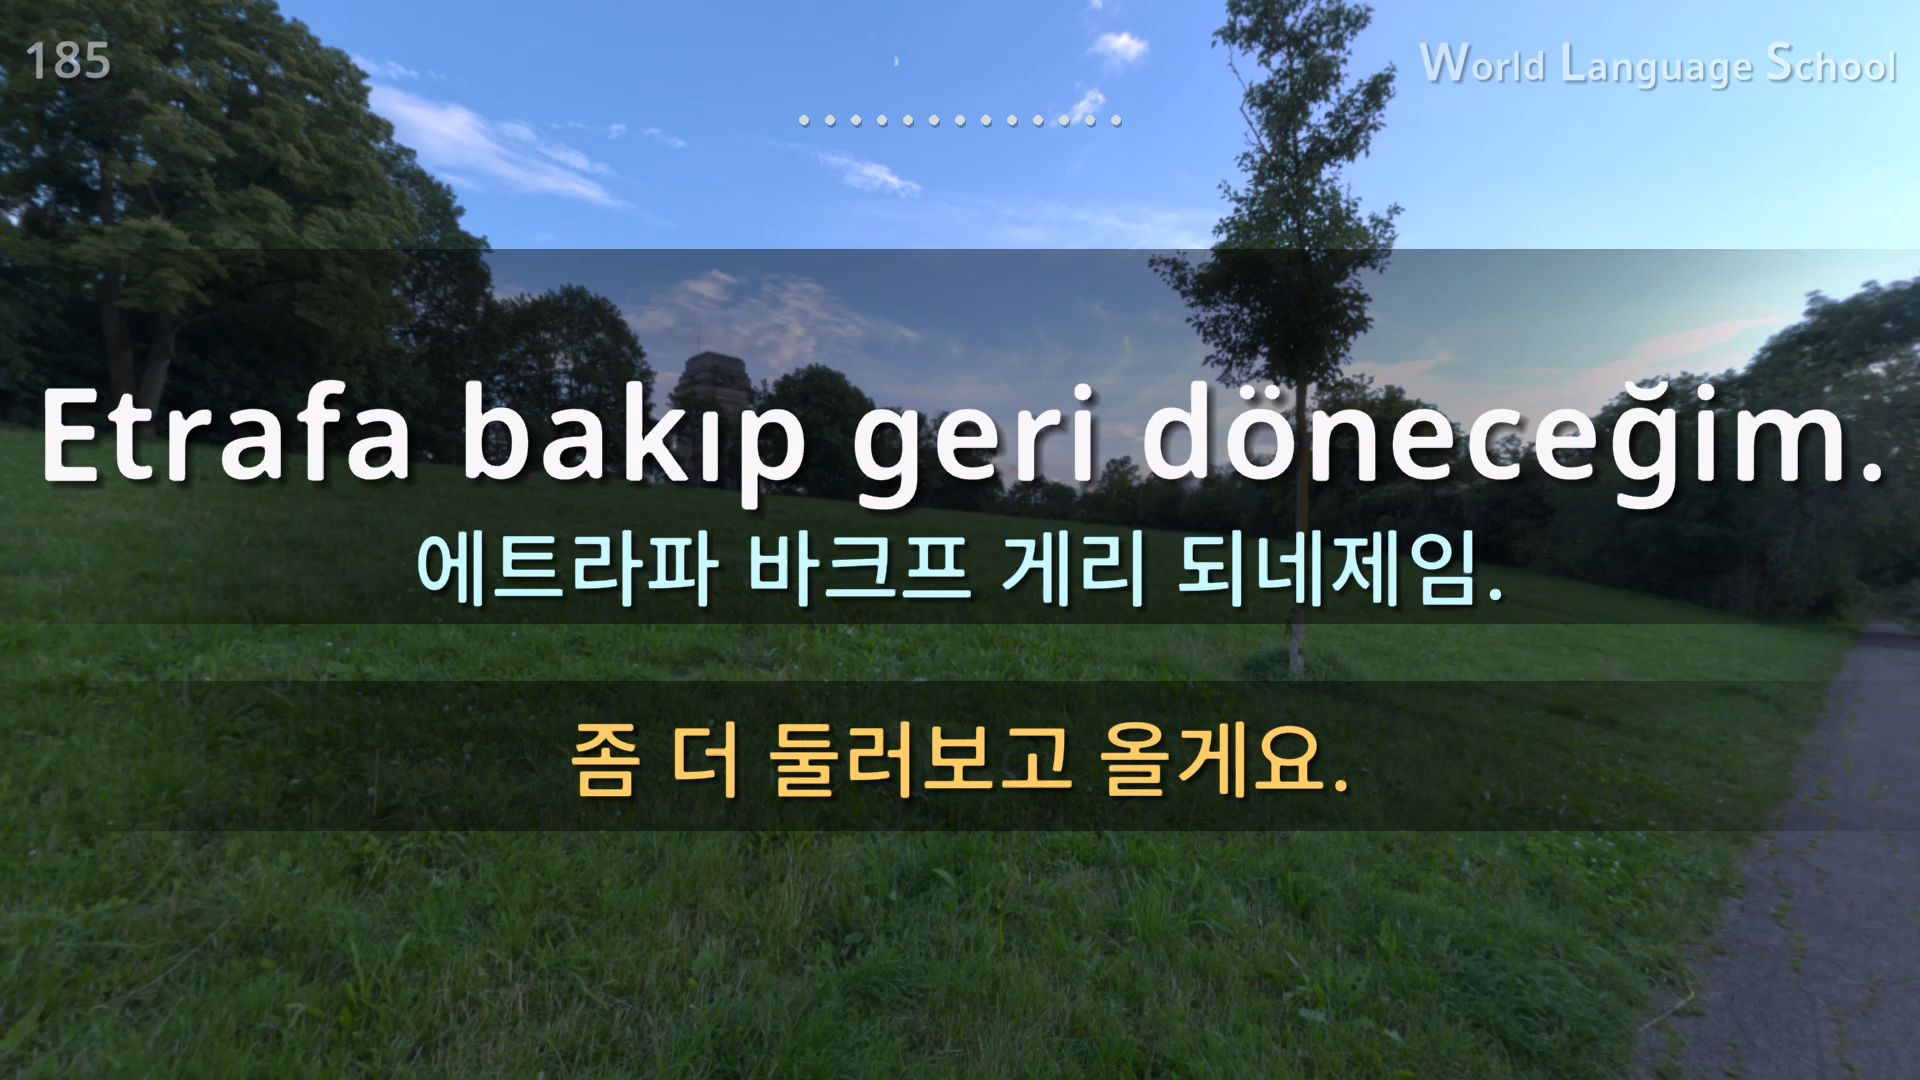 185
World Language School
Etrafa bakıp geri döneceğim.
에트라파 바크프 게리 되네제임.
좀 더 둘러보고 올게요.